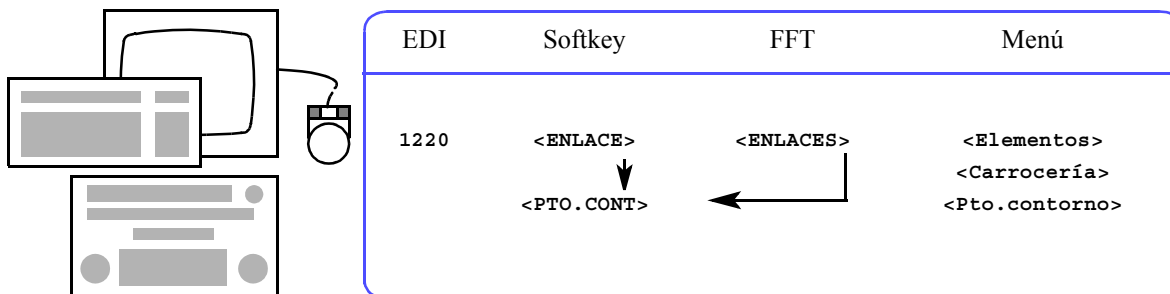 EDI Softkey FFT Menú
1220 <ENLACE> <ENLACES> <Elementos>
<Carrocería>
<PTO.CONT> <Pto.contorno>